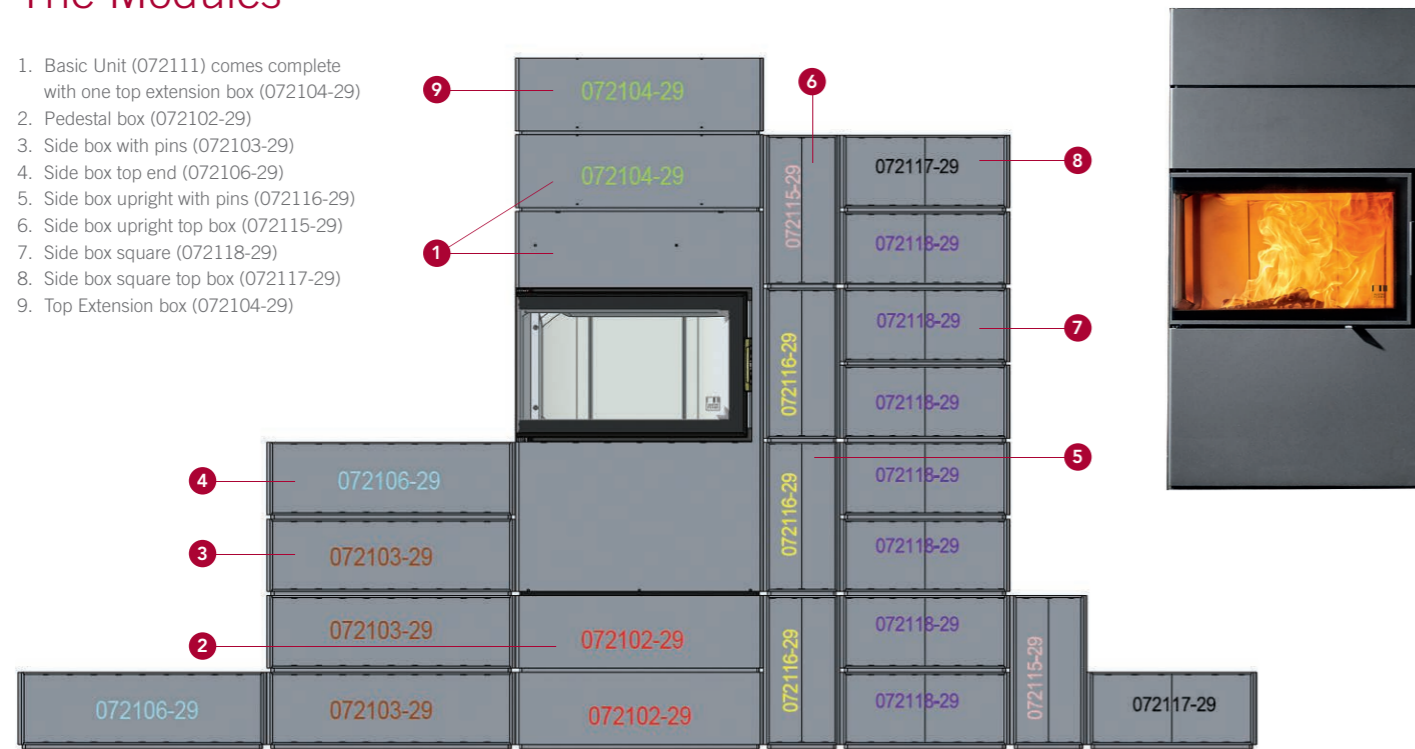 The Modules
1. Basic Unit (072111) comes complete
with one top extension box (072104-29)
2. Pedestal box (072102-29)
3. Side box with pins (072103-29)
4. Side box top end (072106-29)
5. Side box upright with pins (072116-29)
6. Side box upright top box (072115-29)
7. Side box square (072118-29)
8. Side box square top box (072117-29)
9. Top Extension box (072104-29)
9
072104-29
6
072104-29
072115-29
072117-29
8
1
072118-29
072116-29
072118-29
7
072118-29
4
072106-29
072116-29
072118-29
5
3
072103-29
072118-29
2
072103-29
072102-29
072116-29
072118-29
072115-29
072106-29
072103-29
072102-29
072118-29
072117-29